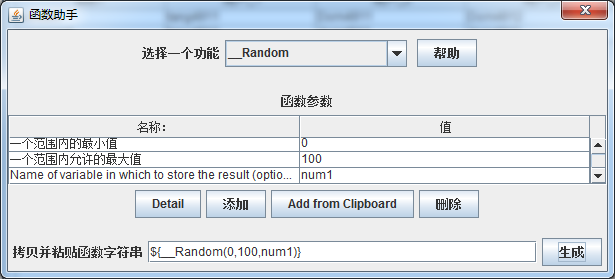 函数助手
选择一个功能 __Random 帮助
函数参数
名称: 值
一个范围内的最小值 0
一个范围内允许的最大值 100
Name of variable in which to store the result (optio... num1
Detail 添加 Add from Clipboard 删除
拷贝并粘贴函数字符串 ${__Random(0,100,num1)} 生成